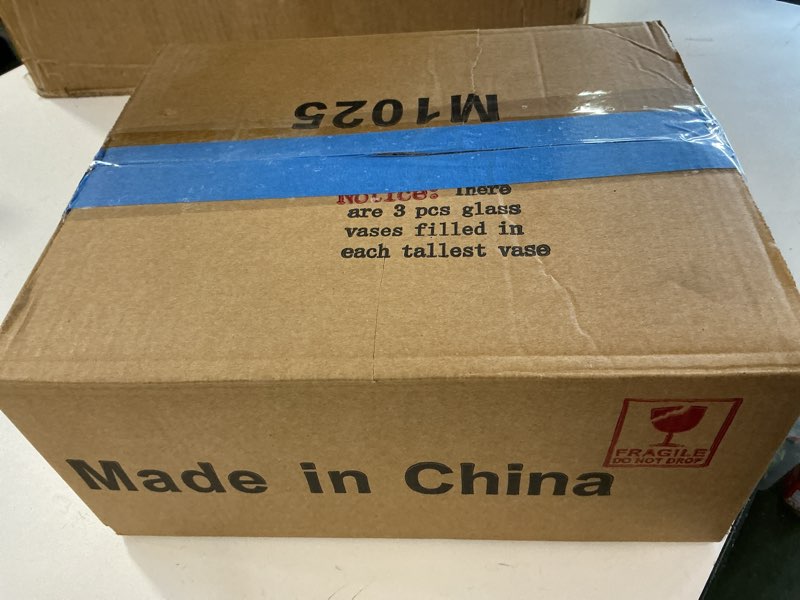 M1025
Notice: There
are 3 pcs glass
vases filled in
each tallest vase
FRAGILE
DO NOT DROP
Made in China